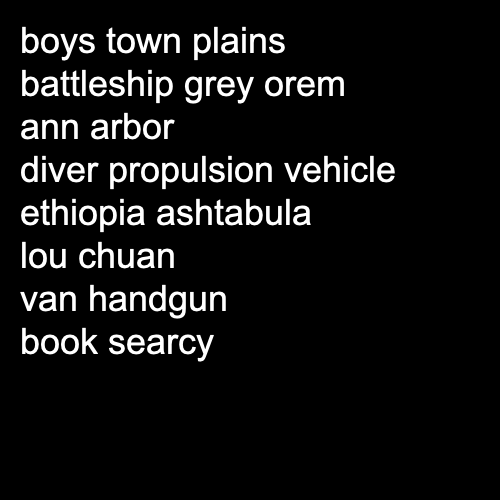 boys town plains
battleship grey orem
ann arbor
diver propulsion vehicle
ethiopia ashtabula
lou chuan
van handgun
book searcy